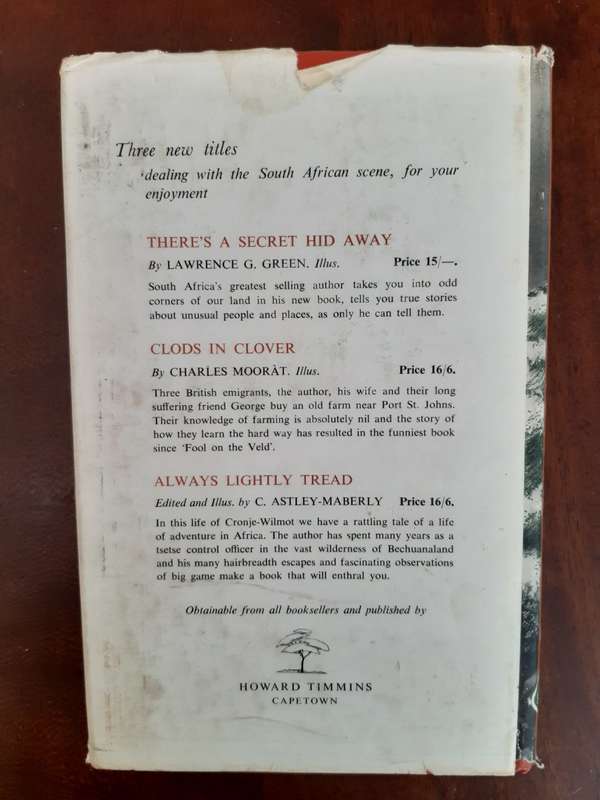 Three new titles
dealing with the South African scene, for your
enjoyment
THERE'S A SECRET HID AWAY
By LAWRENCE G. GREEN. Illus. Price 15/—.
South Africa's greatest selling author takes you into odd
corners of our land in his new book, tells you true stories
about unusual people and places, as only he can tell them.
CLODS IN CLOVER
By CHARLES MOORÀT. Illus. Price 16/6.
Three British emigrants, the author, his wife and their long
suffering friend George buy an old farm near Port St. Johns.
Their knowledge of farming is absolutely nil and the story of
how they learn the hard way has resulted in the funniest book
since 'Fool on the Veld'.
ALWAYS LIGHTLY TREAD
Edited and Illus. by C. ASTLEY-MABERLY Price 16/6.
In this life of Cronje-Wilmot we have a rattling tale of a life
of adventure in Africa. The author has spent many years as a
tsetse control officer in the vast wilderness of Bechuanaland
and his many hairbreadth escapes and fascinating observations
of big game make a book that will enthral you.
Obtainable from all booksellers and published by
HOWARD TIMMINS
CAPETOWN